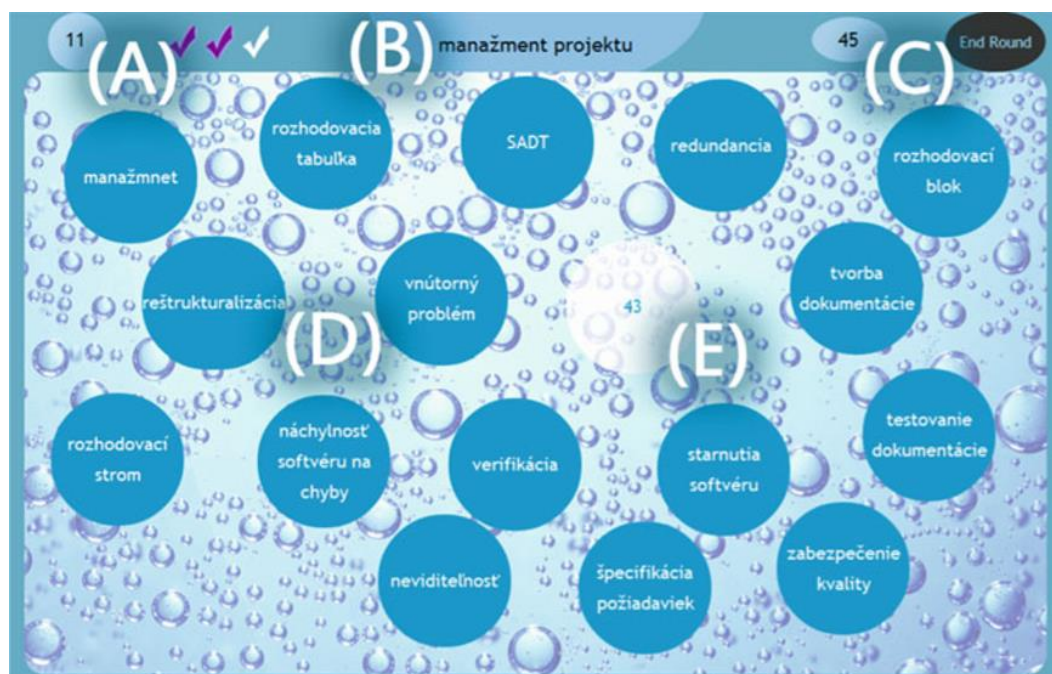 11
manažment projektu
45
End Round
(A)
(B)
(C)
manažmnet
rozhodovacia
tabuľka
SADT
redundancia
rozhodovací
blok
reštrukturalizácia
vnútorný
problém
43
tvorba
dokumentácie
(D)
(E)
rozhodovací
strom
náchylnosť
softvéru na
chyby
verifikácia
starnutia
softvéru
testovanie
dokumentácie
neviditeľnosť
špecifikácia
požiadaviek
zabezpečenie
kvality